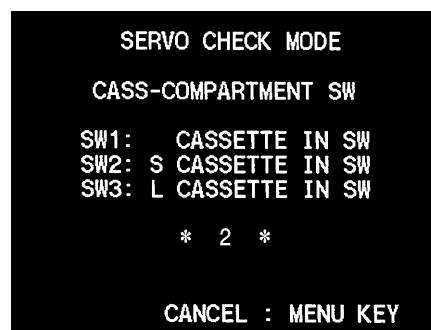 SERVO CHECK MODE
CASS-COMPARTMENT SW
SW1: CASSETTE IN SW
SW2: S CASSETTE IN SW
SW3: L CASSETTE IN SW
* 2 *
CANCEL : MENU KEY